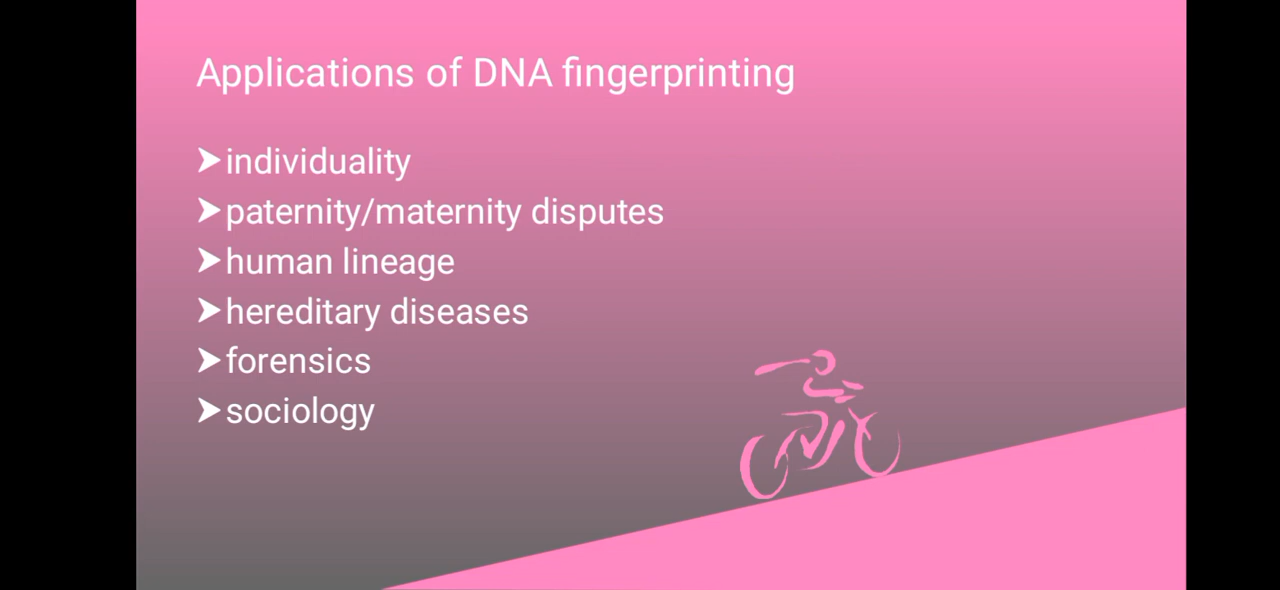 Applications of DNA fingerprinting
➤individuality
➤paternity/maternity disputes
➤human lineage
➤hereditary diseases
➤forensics
➤sociology